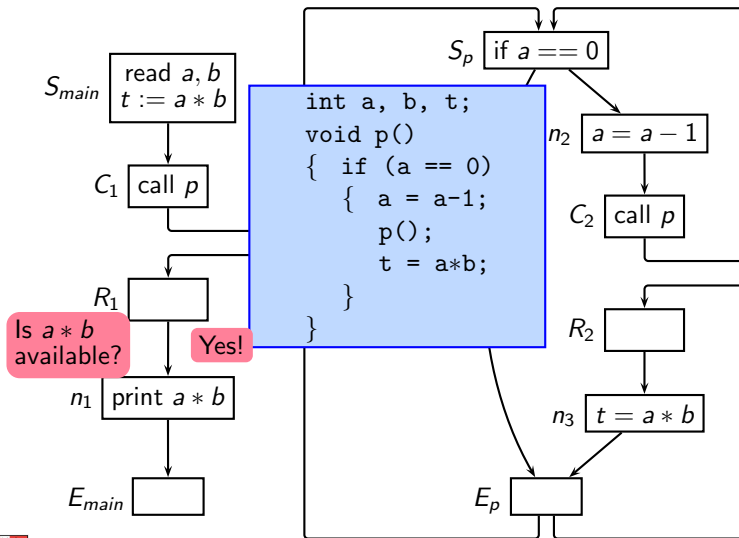 S_main
read a, b
t := a ∗ b
C_1
call p
R_1
Is a ∗ b
available?
Yes!
n_1
print a ∗ b
E_main
int a, b, t;
void p()
{ if (a == 0)
{ a = a-1;
p();
t = a*b;
}
}
S_p
if a == 0
n_2
a = a − 1
C_2
call p
R_2
n_3
t = a ∗ b
E_p